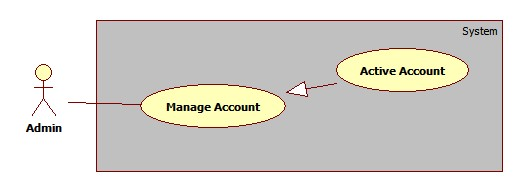 System
Active Account
Manage Account
Admin